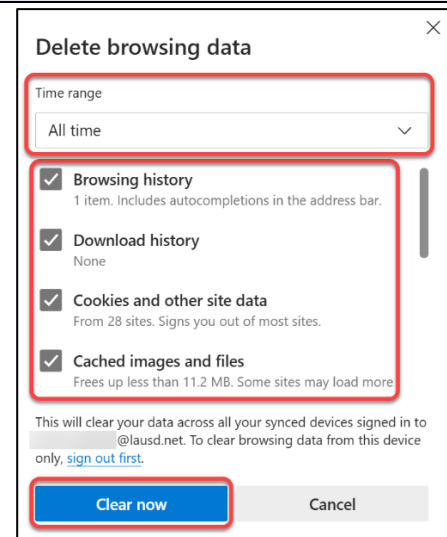 Delete browsing data
Time range
All time
Browsing history
1 item. Includes autocompletions in the address bar.
Download history
None
Cookies and other site data
From 28 sites. Signs you out of most sites.
Cached images and files
Frees up less than 11.2 MB. Some sites may load more
This will clear your data across all your synced devices signed in to
@lausd.net. To clear browsing data from this device
only, sign out first.
Clear now
Cancel